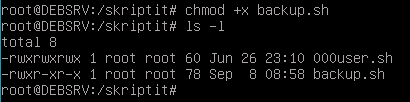 root@DEBSRV:/skriptit# chmod +x backup.sh
root@DEBSRV:/skriptit# ls -l
total 8
-rwxrwxrwx 1 root root 60 Jun 26 23:10 000user.sh
-rwxr-xr-x 1 root root 78 Sep  8 08:58 backup.sh
root@DEBSRV:/skriptit#